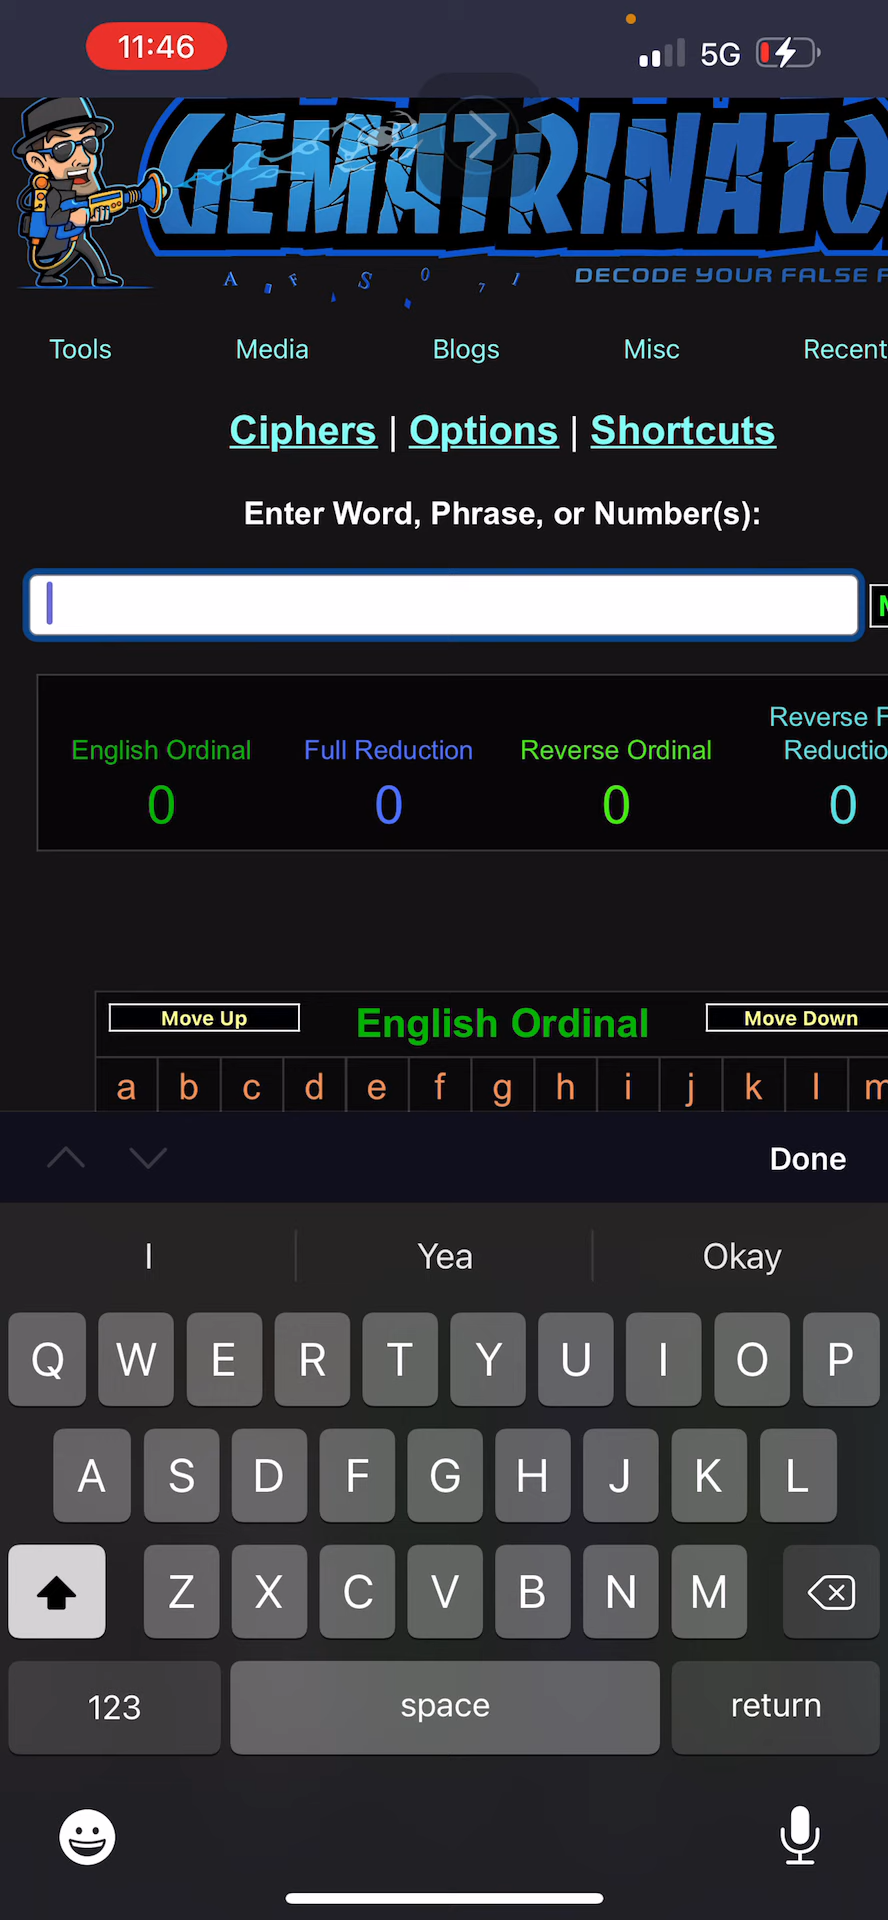 11:46
5G
GEMATRINATO
A F S 0 7 I
DECODE YOUR FALSE F
Tools Media Blogs Misc Recent
Ciphers | Options | Shortcuts
Enter Word, Phrase, or Number(s):
English Ordinal Full Reduction Reverse Ordinal Reverse F Reductio
0 0 0 0
Move Up English Ordinal Move Down
a b c d e f g h i j k l m
Done
I Yea Okay
Q W E R T Y U I O P
A S D F G H J K L
Z X C V B N M
123 space return